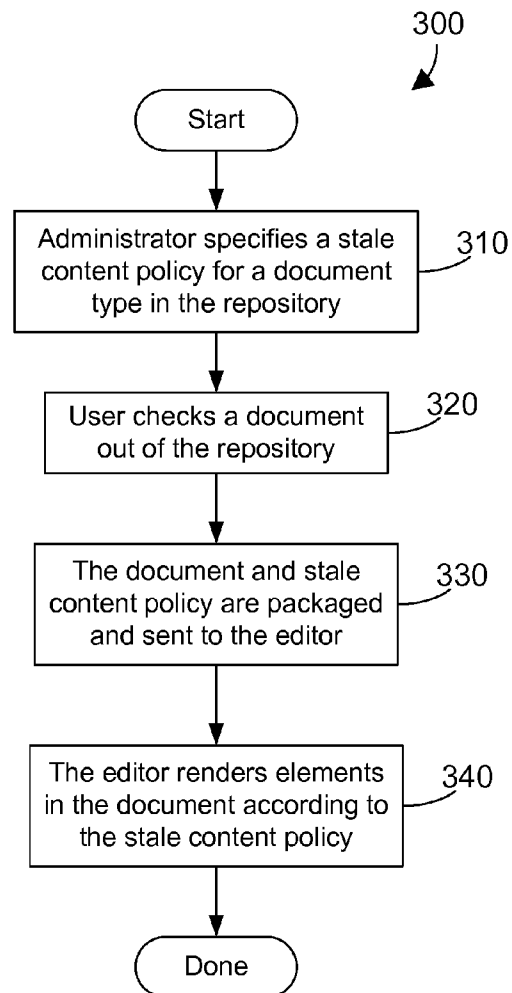 300
Start
Administrator specifies a stale
content policy for a document
type in the repository
310
User checks a document
out of the repository
320
The document and stale
content policy are packaged
and sent to the editor
330
The editor renders elements
in the document according to
the stale content policy
340
Done